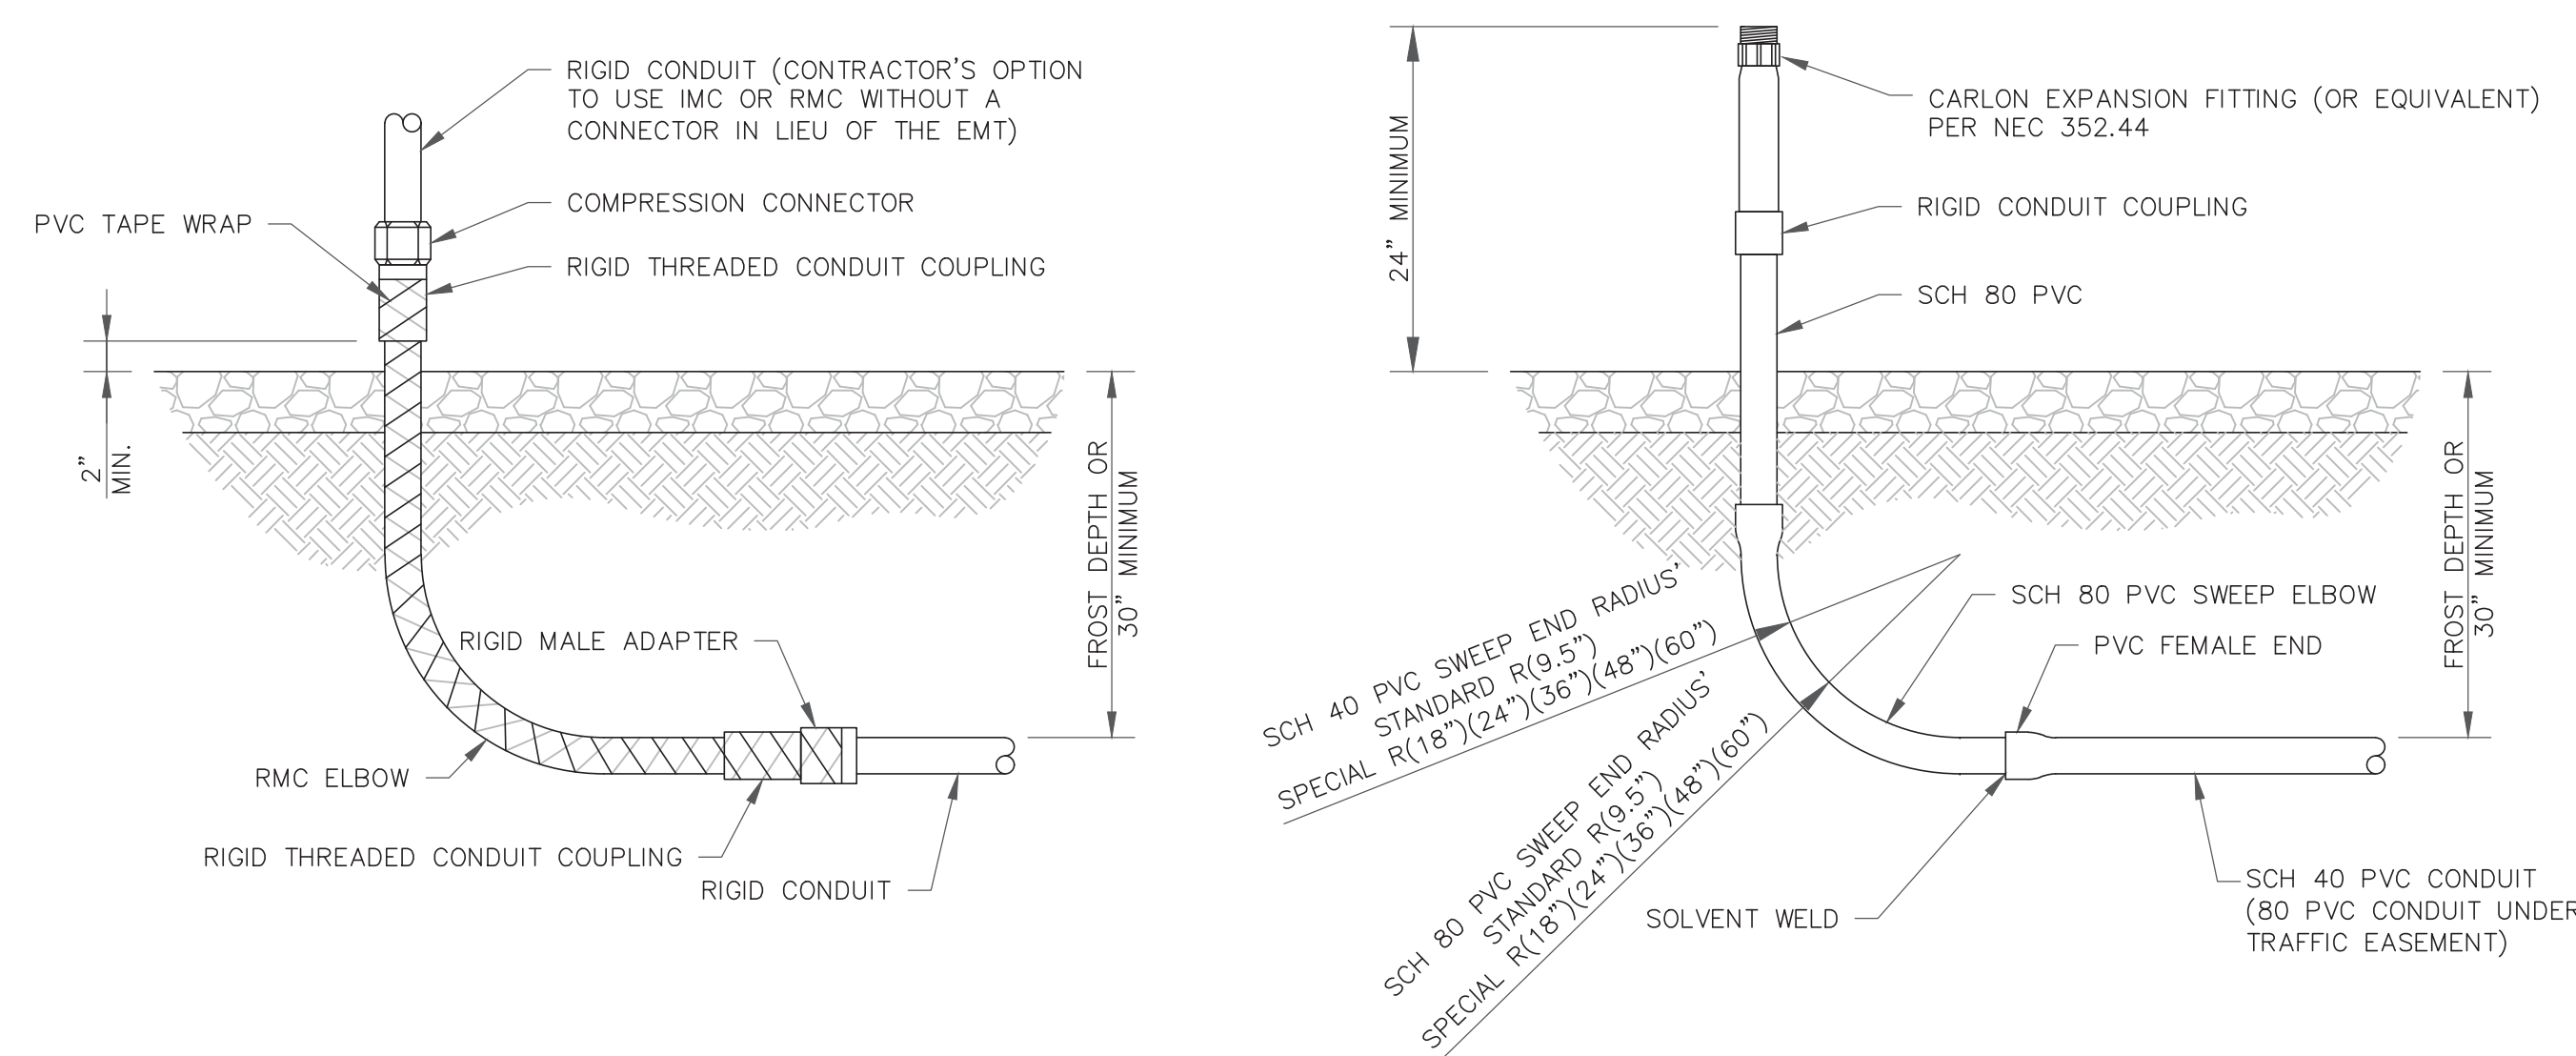 RIGID CONDUIT (CONTRACTOR'S OPTION
TO USE IMC OR RMC WITHOUT A
CONNECTOR IN LIEU OF THE EMT)
COMPRESSION CONNECTOR
PVC TAPE WRAP
RIGID THREADED CONDUIT COUPLING
2"
MIN.
FROST DEPTH OR
30" MINIMUM
RIGID MALE ADAPTER
RMC ELBOW
RIGID THREADED CONDUIT COUPLING
RIGID CONDUIT
24" MINIMUM
CARLON EXPANSION FITTING (OR EQUIVALENT)
PER NEC 352.44
RIGID CONDUIT COUPLING
SCH 80 PVC
FROST DEPTH OR
30" MINIMUM
SCH 80 PVC SWEEP ELBOW
PVC FEMALE END
SCH 40 PVC SWEEP END RADIUS'
STANDARD R(9.5")
SPECIAL R(18")(24")(36")(48")(60")
SCH 80 PVC SWEEP END RADIUS'
STANDARD R(9.5")
SPECIAL R(18")(24")(36")(48")(60")
SOLVENT WELD
SCH 40 PVC CONDUIT
(80 PVC CONDUIT UNDER
TRAFFIC EASEMENT)